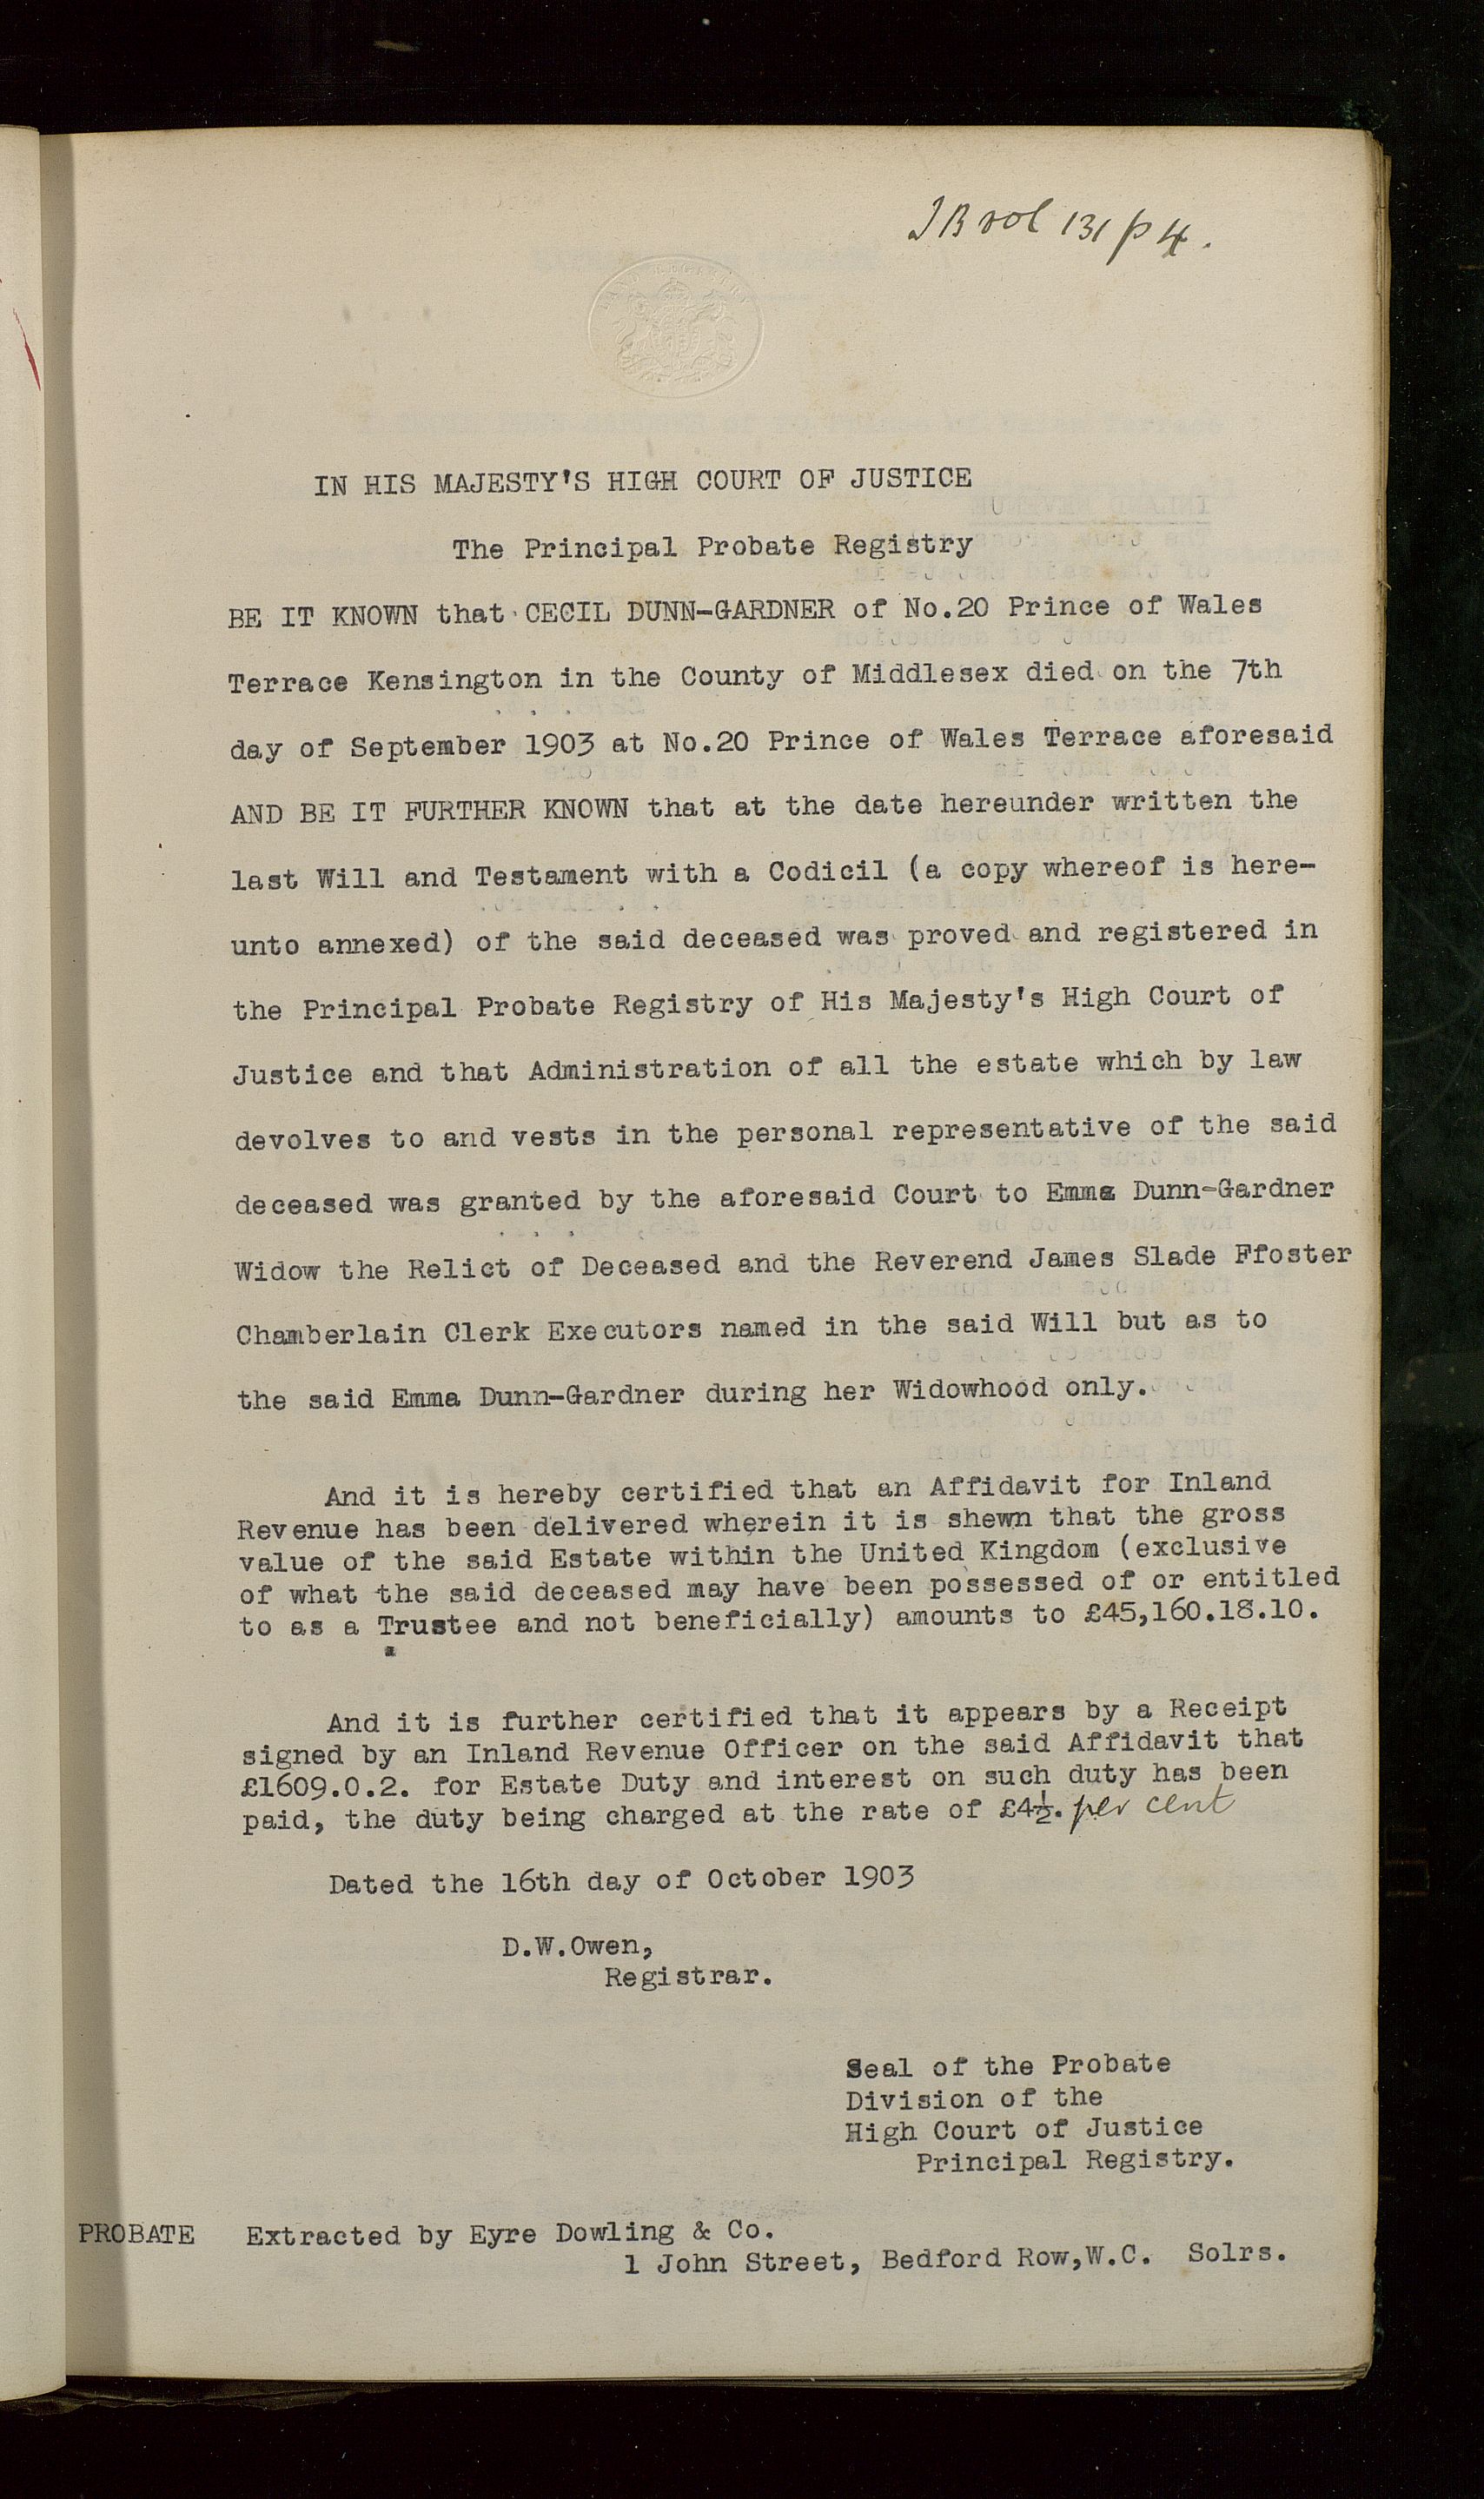 JB vol 131 p 4.
IN HIS MAJESTY'S HIGH COURT OF JUSTICE
The Principal Probate Registry
BE IT KNOWN that CECIL DUNN-GARDNER of No.20 Prince of Wales
Terrace Kensington in the County of Middlesex died on the 7th
day of September 1903 at No.20 Prince of Wales Terrace aforesaid
AND BE IT FURTHER KNOWN that at the date hereunder written the
last Will and Testament with a Codicil (a copy whereof is here-
unto annexed) of the said deceased was proved and registered in
the Principal Probate Registry of His Majesty's High Court of
Justice and that Administration of all the estate which by law
devolves to and vests in the personal representative of the said
deceased was granted by the aforesaid Court to Emma Dunn-Gardner
Widow the Relict of Deceased and the Reverend James Slade Ffoster
Chamberlain Clerk Executors named in the said Will but as to
the said Emma Dunn-Gardner during her Widowhood only.
And it is hereby certified that an Affidavit for Inland
Revenue has been delivered wherein it is shewn that the gross
value of the said Estate within the United Kingdom (exclusive
of what the said deceased may have been possessed of or entitled
to as a Trustee and not beneficially) amounts to £45,160.18.10.
And it is further certified that it appears by a Receipt
signed by an Inland Revenue Officer on the said Affidavit that
£1609.0.2. for Estate Duty and interest on such duty has been
paid, the duty being charged at the rate of £4½. per cent
Dated the 16th day of October 1903
D.W.Owen,
Registrar.
Seal of the Probate
Division of the
High Court of Justice
Principal Registry.
PROBATE Extracted by Eyre Dowling & Co.
1 John Street, Bedford Row,W.C. Solrs.